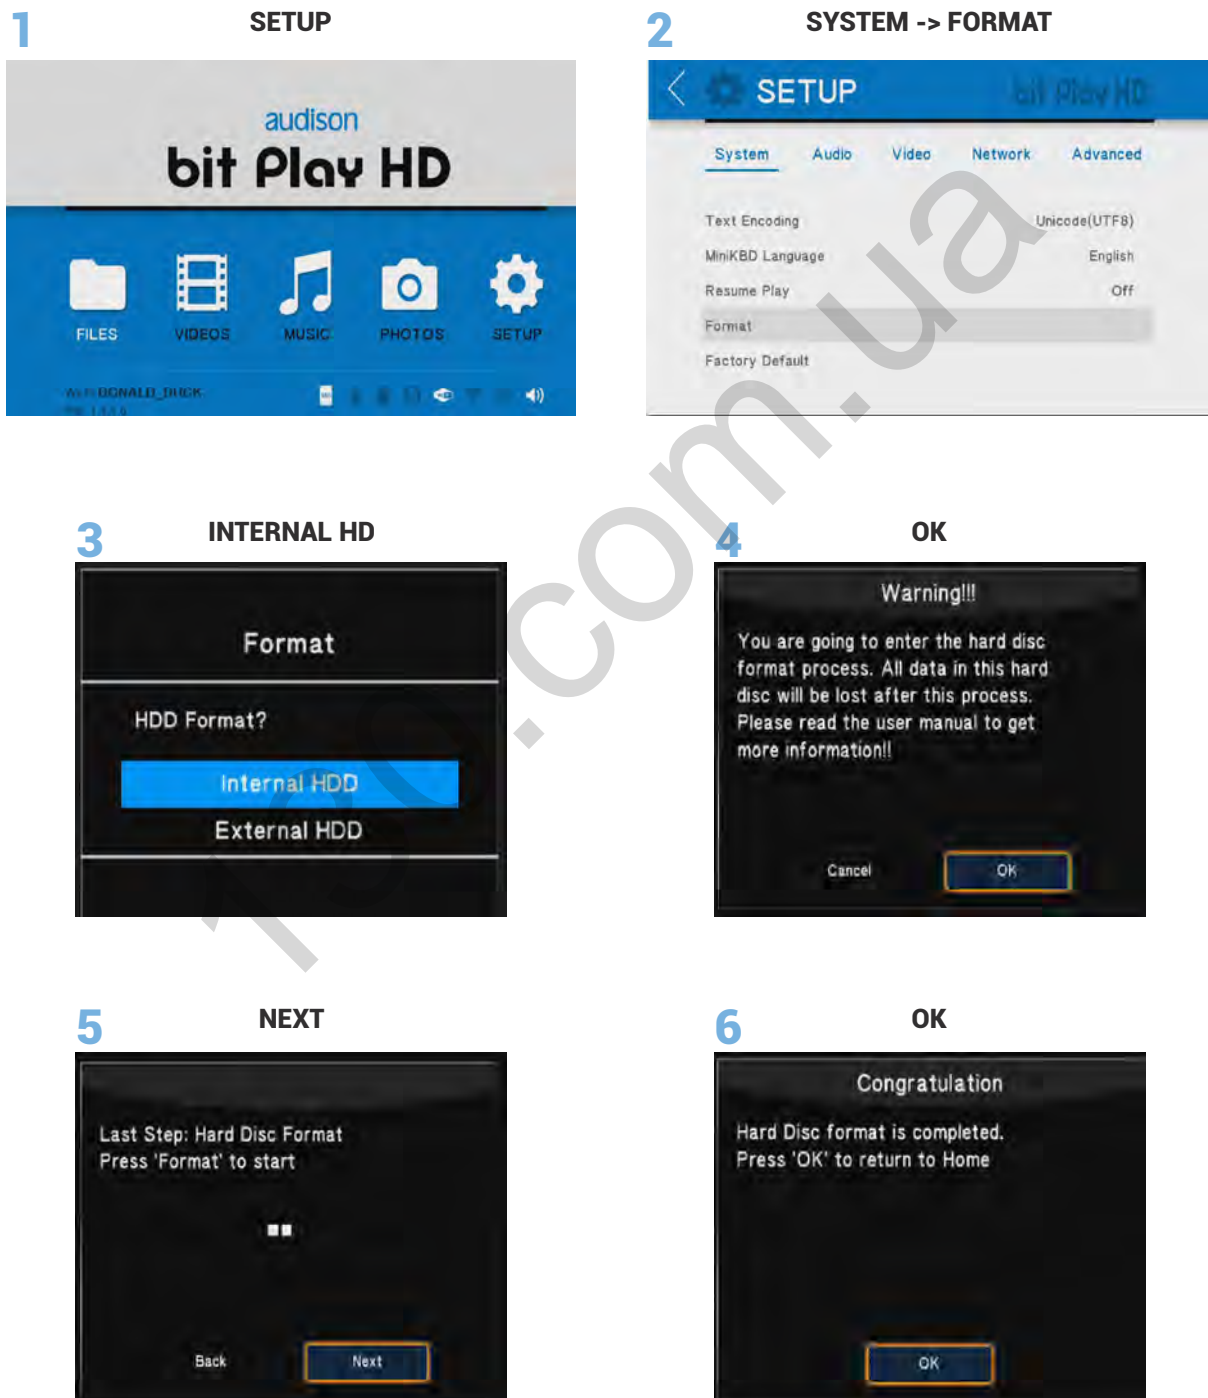 1
SETUP
audison
bit Play HD
FILES
VIDEOS
MUSIC
PHOTOS
SETUP
DONALD_DUCK
2
SYSTEM -> FORMAT
SETUP
bit Play HD
System
Audio
Video
Network
Advanced
Text Encoding
Unicode(UTF8)
MiniKBD Language
English
Resume Play
Off
Format
Factory Default
3
INTERNAL HD
Format
HDD Format?
Internal HDD
External HDD
4
OK
Warning!!!
You are going to enter the hard disc
format process. All data in this hard
disc will be lost after this process.
Please read the user manual to get
more information!!
Cancel
OK
5
NEXT
Last Step: Hard Disc Format
Press 'Format' to start
Back
Next
6
OK
Congratulation
Hard Disc format is completed.
Press 'OK' to return to Home
OK